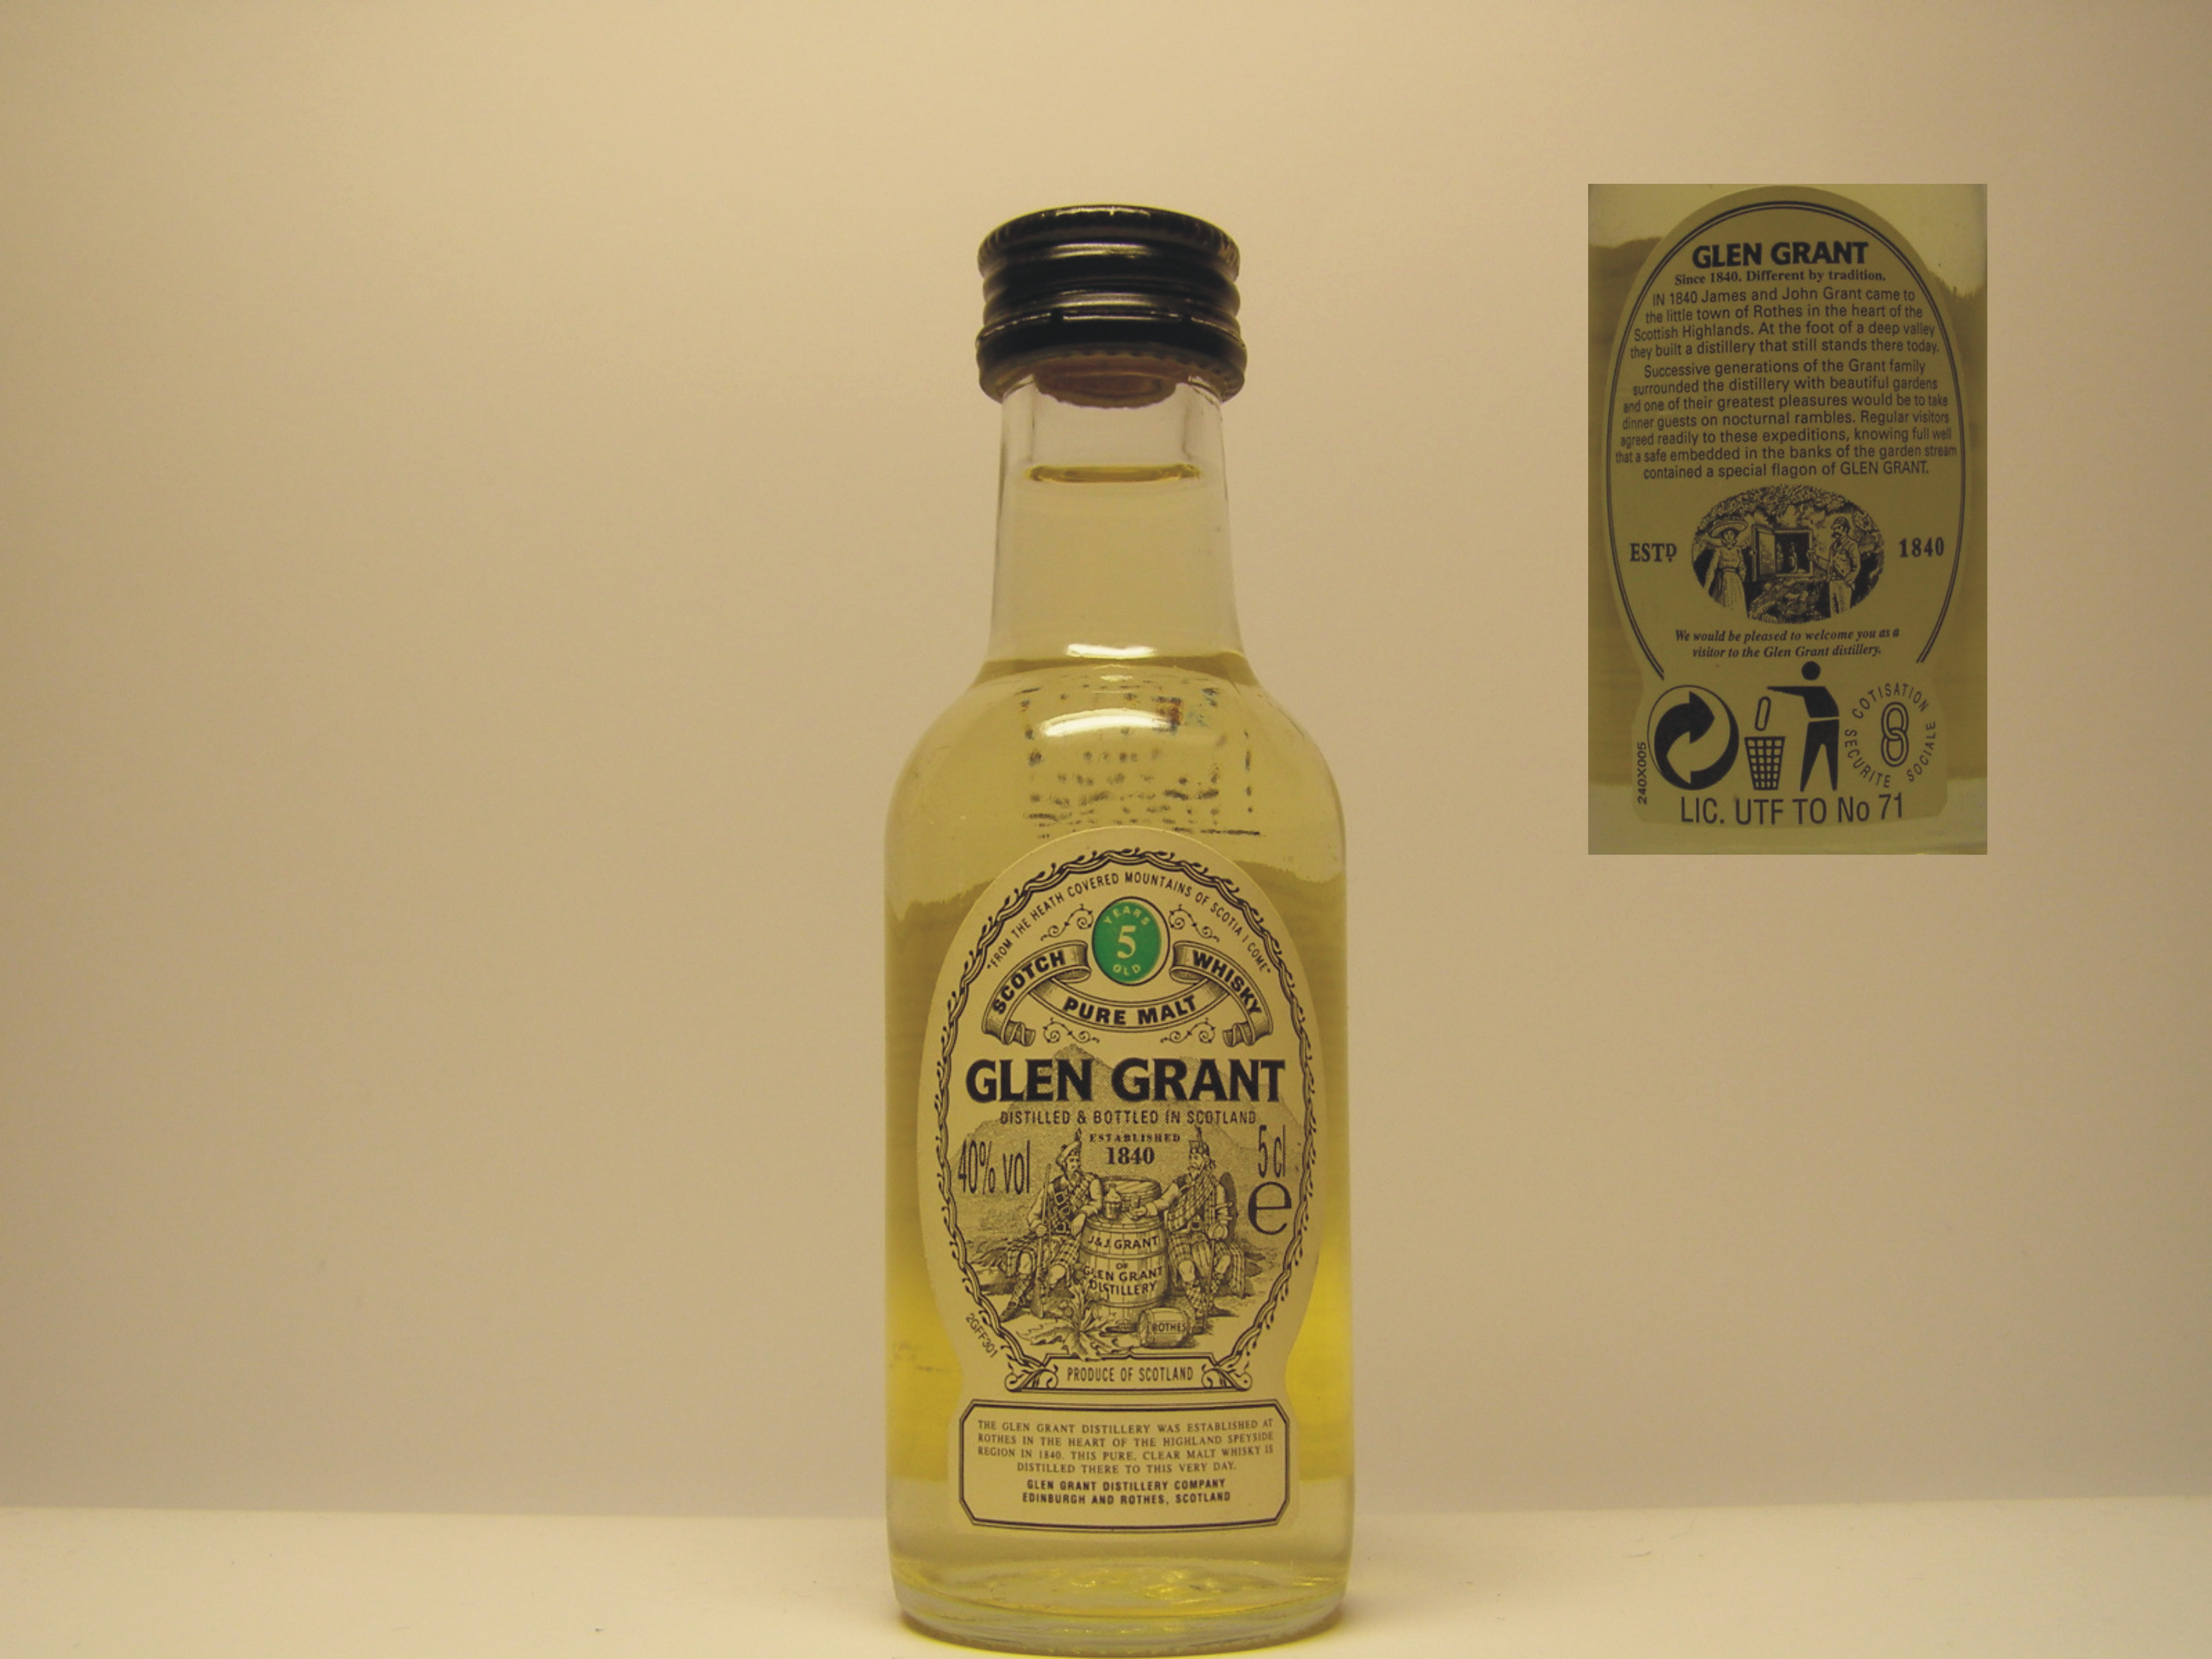 "FROM THE HEATH COVERED MOUNTAINS OF SCOTIA I COME"
YEARS
5
OLD
SCOTCH WHISKY
PURE MALT
GLEN GRANT
DISTILLED & BOTTLED IN SCOTLAND
ESTABLISHED
1840
40% vol
5 cl
e
J&J GRANT
OF
GLEN GRANT
DISTILLERY
ROTHES
2GFF301
PRODUCE OF SCOTLAND
THE GLEN GRANT DISTILLERY WAS ESTABLISHED AT
ROTHES IN THE HEART OF THE HIGHLAND SPEYSIDE
REGION IN 1840. THIS PURE, CLEAR MALT WHISKY IS
DISTILLED THERE TO THIS VERY DAY.
GLEN GRANT DISTILLERY COMPANY
EDINBURGH AND ROTHES, SCOTLAND
GLEN GRANT
Since 1840. Different by tradition.
IN 1840 James and John Grant came to
the little town of Rothes in the heart of the
Scottish Highlands. At the foot of a deep valley
they built a distillery that still stands there today.
Successive generations of the Grant family
surrounded the distillery with beautiful gardens
and one of their greatest pleasures would be to take
dinner guests on nocturnal rambles. Regular visitors
agreed readily to these expeditions, knowing full well
that a safe embedded in the banks of the garden stream
contained a special flagon of GLEN GRANT.
ESTD 1840
We would be pleased to welcome you as a
visitor to the Glen Grant distillery.
COTISATION
SECURITE SOCIALE
240X005
LIC. UTF TO No 71